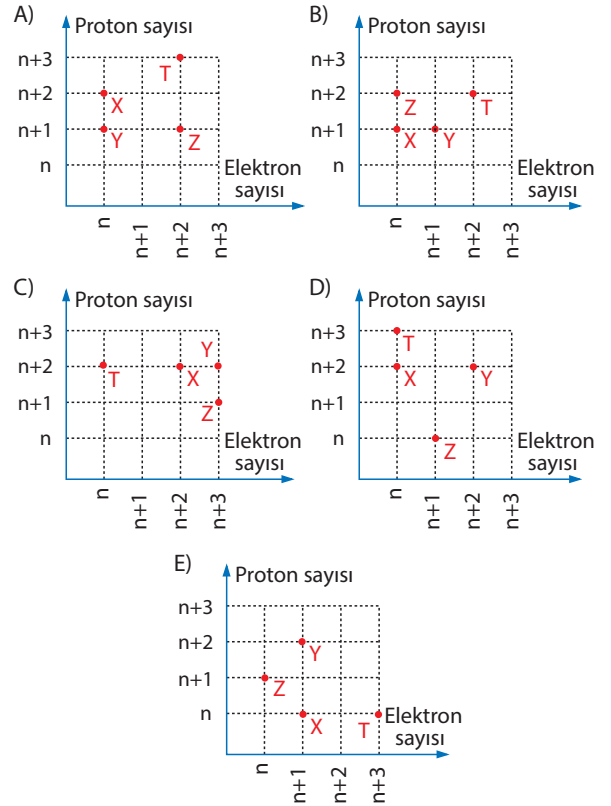 A)
Proton sayısı
n+3
n+2
n+1
n
T
X
Y
Z
Elektron
sayısı
n
n+1
n+2
n+3
B)
Proton sayısı
n+3
n+2
n+1
n
Z
T
X
Y
Elektron
sayısı
n
n+1
n+2
n+3
C)
Proton sayısı
n+3
n+2
n+1
n
Y
T
X
Z
Elektron
sayısı
n
n+1
n+2
n+3
D)
Proton sayısı
n+3
n+2
n+1
n
T
X
Y
Z
Elektron
sayısı
n
n+1
n+2
n+3
E)
Proton sayısı
n+3
n+2
n+1
n
Y
Z
X
T
Elektron
sayısı
n
n+1
n+2
n+3